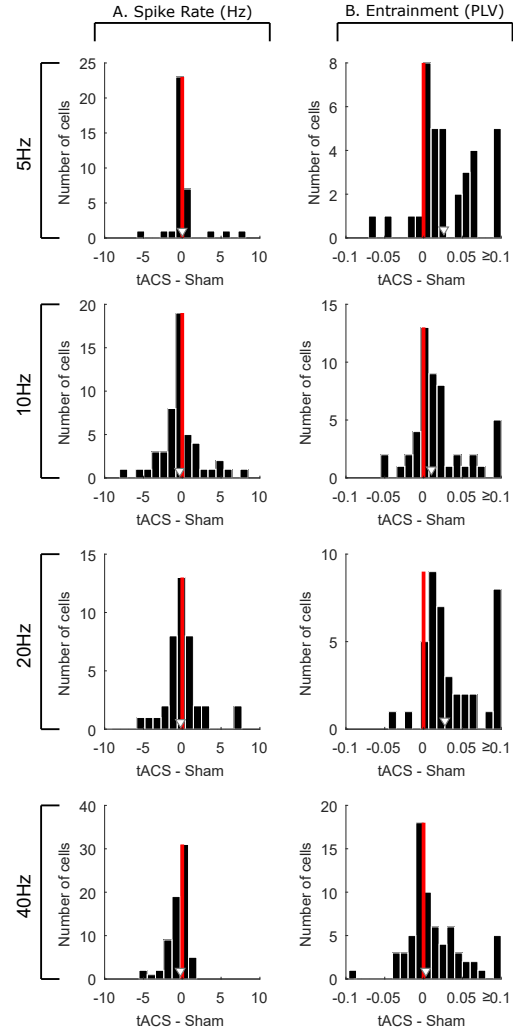 A. Spike Rate (Hz)
B. Entrainment (PLV)
5Hz
Number of cells
25
20
15
10
5
0
-10 -5 0 5 10
tACS - Sham
Number of cells
8
6
4
2
0
-0.1 -0.05 0 0.05 ≥0.1
tACS - Sham
10Hz
Number of cells
20
15
10
5
0
-10 -5 0 5 10
tACS - Sham
Number of cells
15
10
5
0
-0.1 -0.05 0 0.05 ≥0.1
tACS - Sham
20Hz
Number of cells
15
10
5
0
-10 -5 0 5 10
tACS - Sham
Number of cells
10
5
0
-0.1 -0.05 0 0.05 ≥0.1
tACS - Sham
40Hz
Number of cells
40
30
20
10
0
-10 -5 0 5 10
tACS - Sham
Number of cells
20
15
10
5
0
-0.1 -0.05 0 0.05 ≥0.1
tACS - Sham